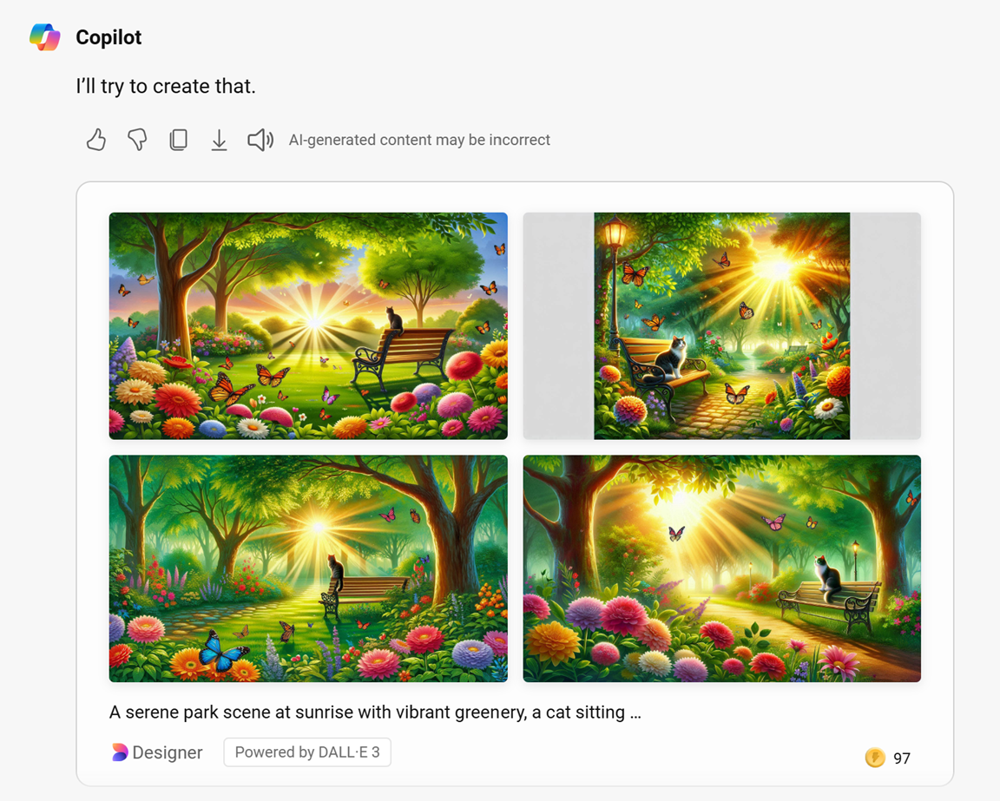 Copilot
I’ll try to create that.
AI-generated content may be incorrect
A serene park scene at sunrise with vibrant greenery, a cat sitting ...
Designer
Powered by DALL·E 3
97